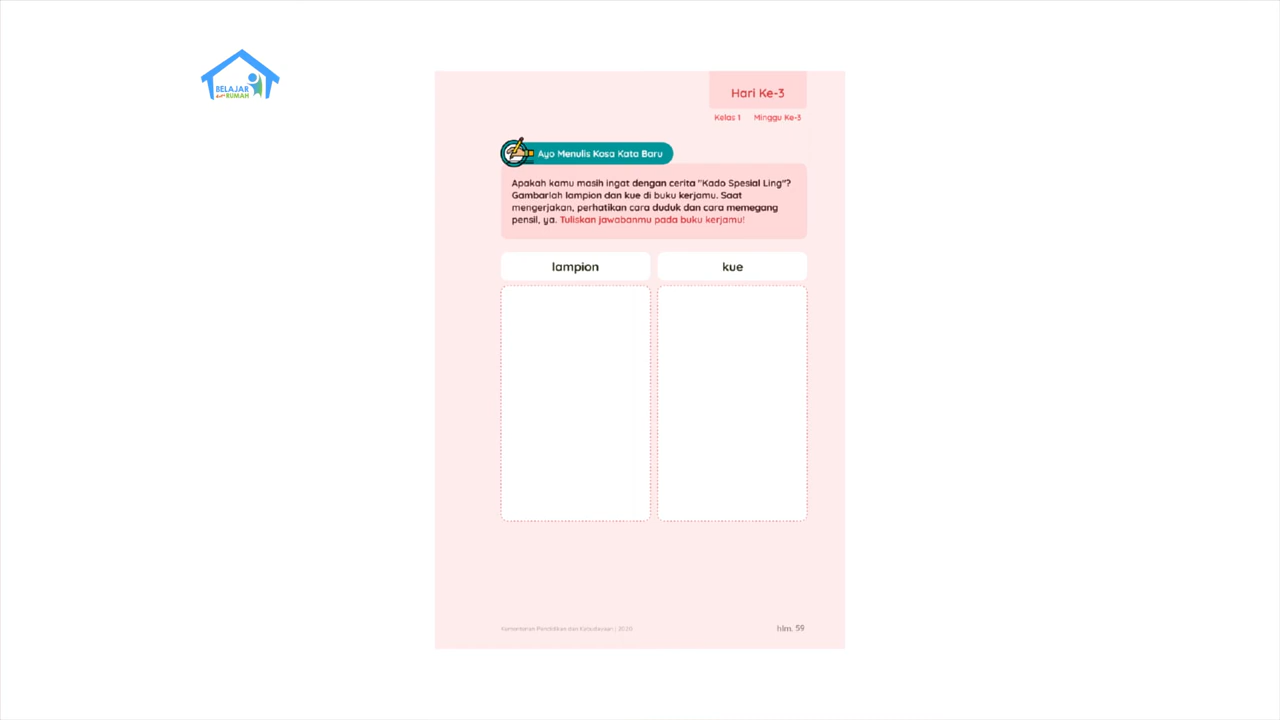 BELAJAR
dari RUMAH
Hari Ke-3
Kelas 1 Minggu Ke-3
Ayo Menulis Kosa Kata Baru
Apakah kamu masih ingat dengan cerita "Kado Spesial Ling"?
Gambarlah lampion dan kue di buku kerjamu. Saat
mengerjakan, perhatikan cara duduk dan cara memegang
pensil, ya. Tuliskan jawabanmu pada buku kerjamu!
lampion kue
Kementerian Pendidikan dan Kebudayaan | 2020
hlm. 59